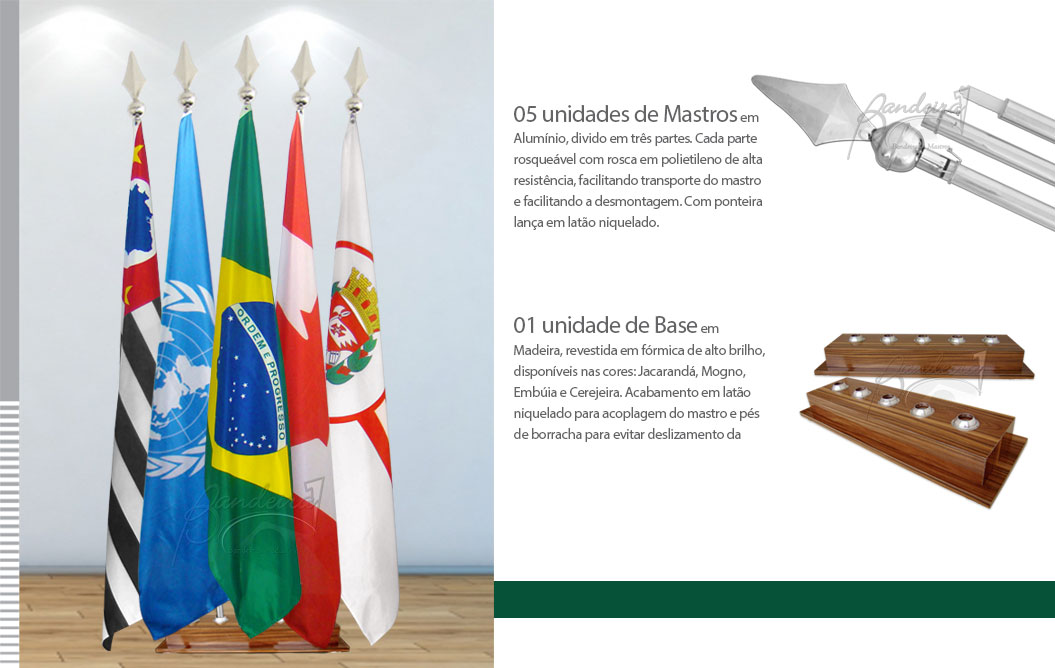 05 unidades de Mastros em
Alumínio, divido em três partes. Cada parte
rosqueável com rosca em polietileno de alta
resistência, facilitando transporte do mastro
e facilitando a desmontagem. Com ponteira
lança em latão niquelado.
01 unidade de Base em
Madeira, revestida em fórmica de alto brilho,
disponíveis nas cores: Jacarandá, Mogno,
Embúia e Cerejeira. Acabamento em latão
niquelado para acoplagem do mastro e pés
de borracha para evitar deslizamento da
ORDEM E PROGRESSO